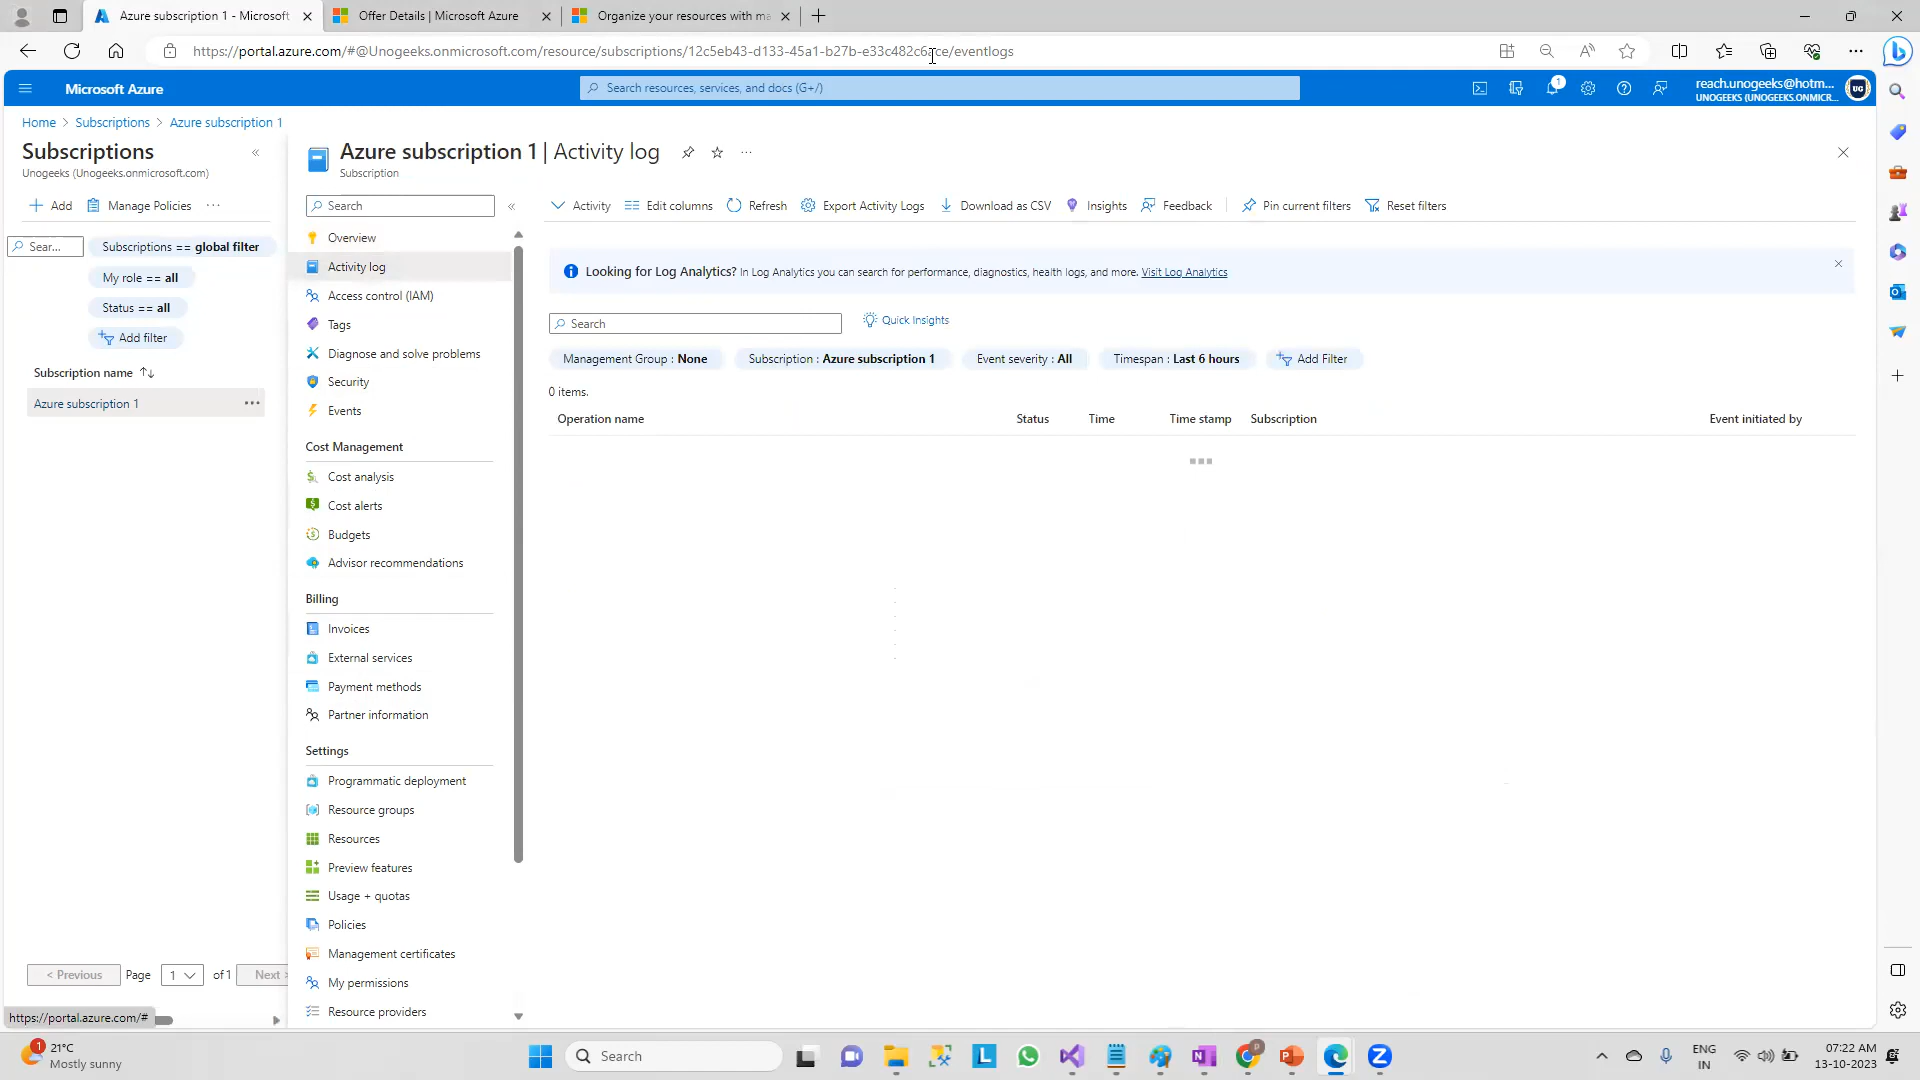 Azure subscription 1 - Microsoft
Offer Details | Microsoft Azure
Organize your resources with ma
https://portal.azure.com/#@Unogeeks.onmicrosoft.com/resource/subscriptions/12c5eb43-d133-45a1-b27b-e33c482c6ace/eventlogs
Microsoft Azure
Search resources, services, and docs (G+/)
1
reach.unogeeks@hotm...
UNOGEEKS (UNOGEEKS.ONMICR...
UG
Home > Subscriptions > Azure subscription 1
Subscriptions
Unogeeks (Unogeeks.onmicrosoft.com)
Add
Manage Policies
Sear...
Subscriptions == global filter
My role == all
Status == all
Add filter
Subscription name
Azure subscription 1
< Previous
Page
1
of 1
Next >
https://portal.azure.com/#
Azure subscription 1 | Activity log
Subscription
Search
Overview
Activity log
Access control (IAM)
Tags
Diagnose and solve problems
Security
Events
Cost Management
Cost analysis
Cost alerts
Budgets
Advisor recommendations
Billing
Invoices
External services
Payment methods
Partner information
Settings
Programmatic deployment
Resource groups
Resources
Preview features
Usage + quotas
Policies
Management certificates
My permissions
Resource providers
Activity
Edit columns
Refresh
Export Activity Logs
Download as CSV
Insights
Feedback
Pin current filters
Reset filters
Looking for Log Analytics? In Log Analytics you can search for performance, diagnostics, health logs, and more. Visit Log Analytics
Search
Quick Insights
Management Group : None
Subscription : Azure subscription 1
Event severity : All
Timespan : Last 6 hours
Add Filter
0 items.
Operation name
Status
Time
Time stamp
Subscription
Event initiated by
1
21°C
Mostly sunny
Search
ENG
IN
07:22 AM
13-10-2023